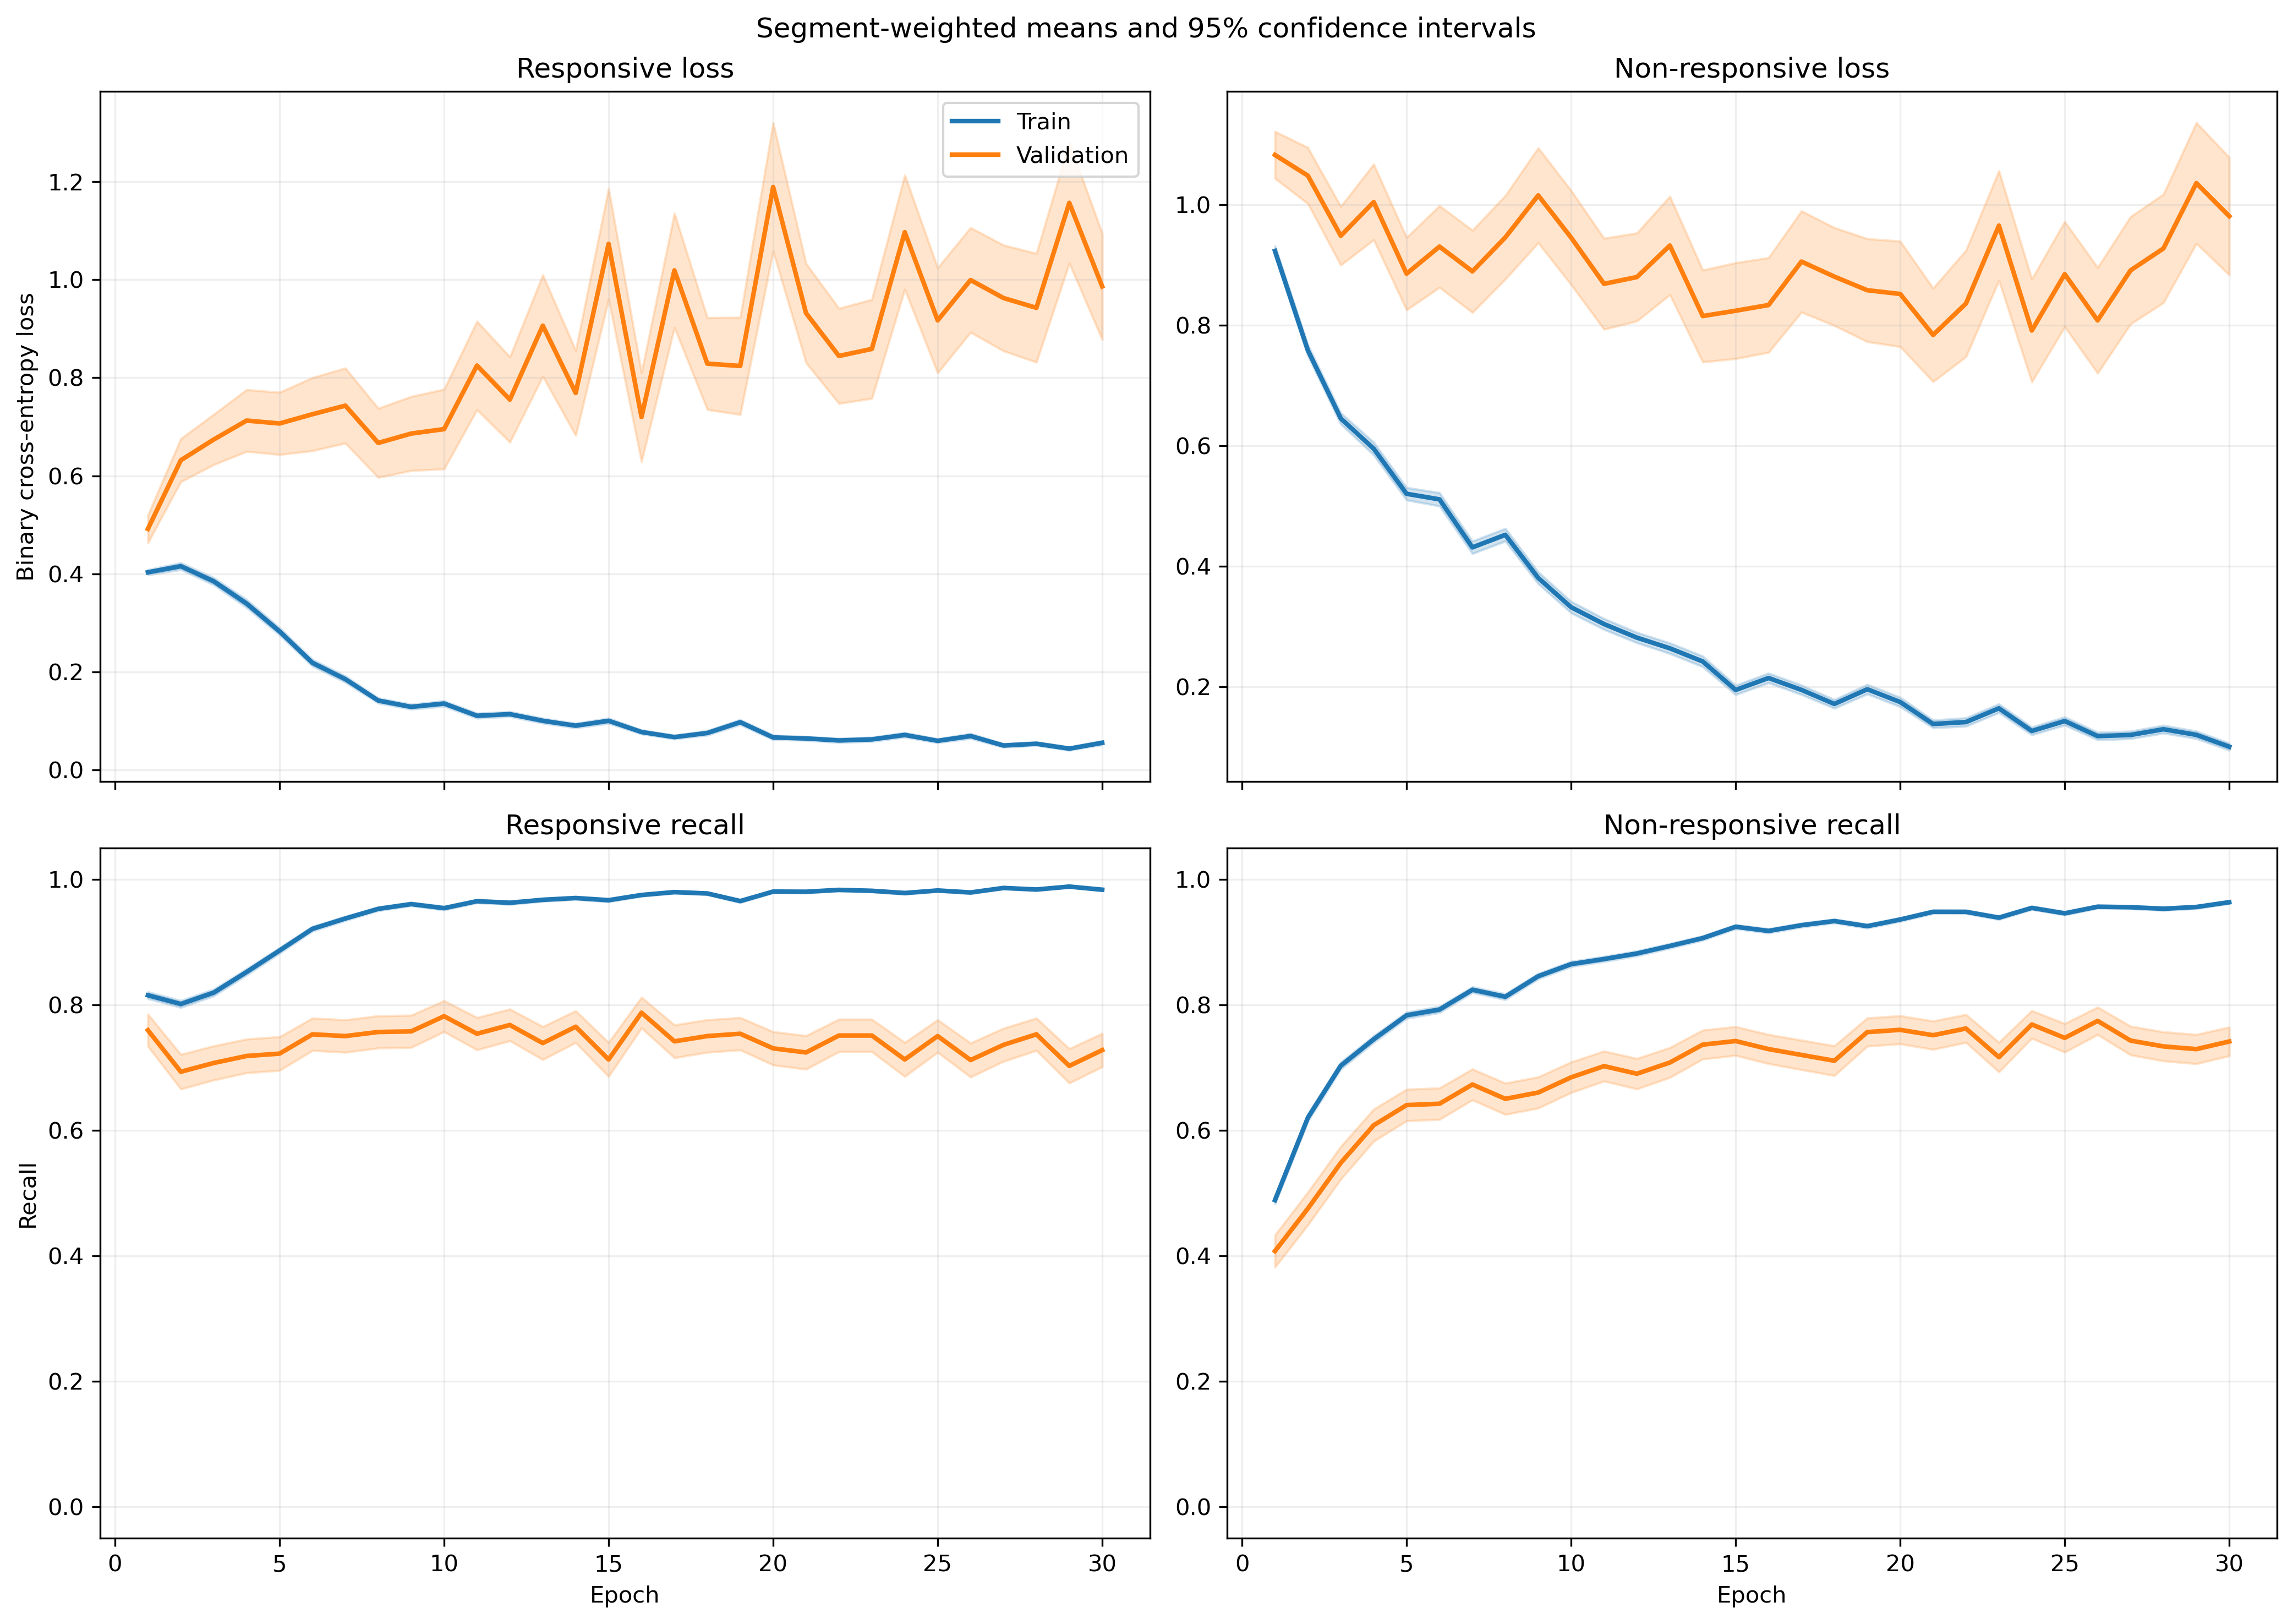 Segment-weighted means and 95% confidence intervals
Responsive loss
Non-responsive loss
Train
Validation
Binary cross-entropy loss
1.2
1.0
0.8
0.6
0.4
0.2
0.0
1.0
0.8
0.6
0.4
0.2
Responsive recall
Non-responsive recall
Recall
1.0
0.8
0.6
0.4
0.2
0.0
0 5 10 15 20 25 30
Epoch
1.0
0.8
0.6
0.4
0.2
0.0
0 5 10 15 20 25 30
Epoch